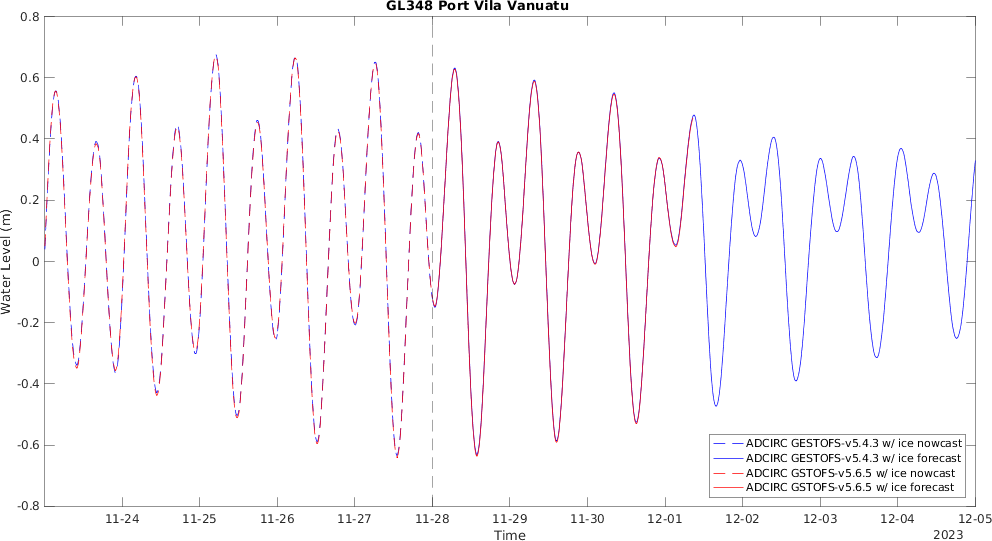 GL348 Port Vila Vanuatu
0.8
0.6
0.4
0.2
0
-0.2
-0.4
-0.6
-0.8
Water Level (m)
11-24 11-25 11-26 11-27 11-28 11-29 11-30 12-01 12-02 12-03 12-04 12-05
Time
2023
ADCIRC GESTOFS-v5.4.3 w/ ice nowcast
ADCIRC GESTOFS-v5.4.3 w/ ice forecast
ADCIRC GSTOFS-v5.6.5 w/ ice nowcast
ADCIRC GSTOFS-v5.6.5 w/ ice forecast